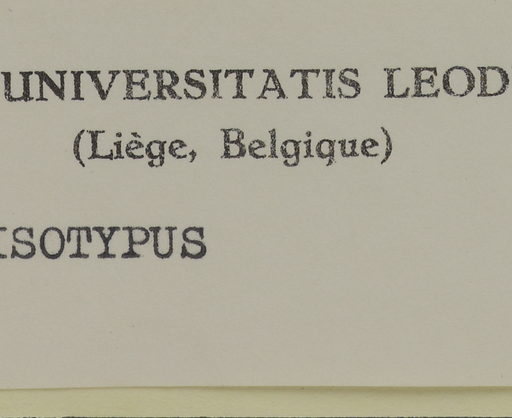 UNIVERSITATIS LEOD
(Liège, Belgique)
ISOTYPUS